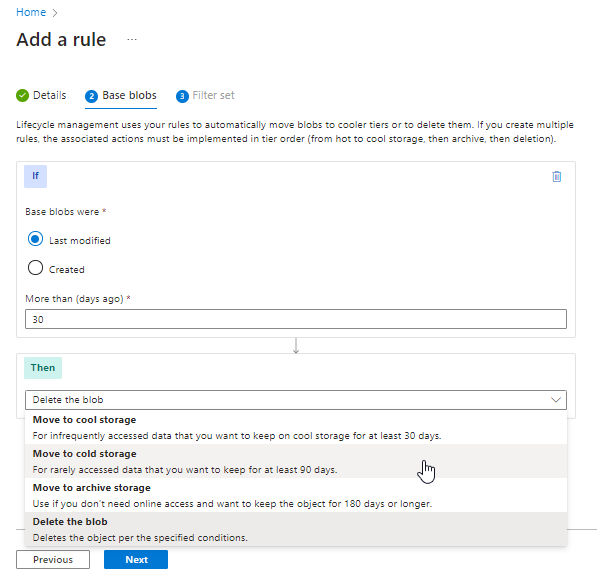 Home >
Add a rule ...
Details 2 Base blobs 3 Filter set
Lifecycle management uses your rules to automatically move blobs to cooler tiers or to delete them. If you create multiple
rules, the associated actions must be implemented in tier order (from hot to cool storage, then archive, then deletion).
If
Base blobs were *
Last modified
Created
More than (days ago) *
30
Then
Delete the blob
Move to cool storage
For infrequently accessed data that you want to keep on cool storage for at least 30 days.
Move to cold storage
For rarely accessed data that you want to keep for at least 90 days.
Move to archive storage
Use if you don't need online access and want to keep the object for 180 days or longer.
Delete the blob
Deletes the object per the specified conditions.
Previous Next